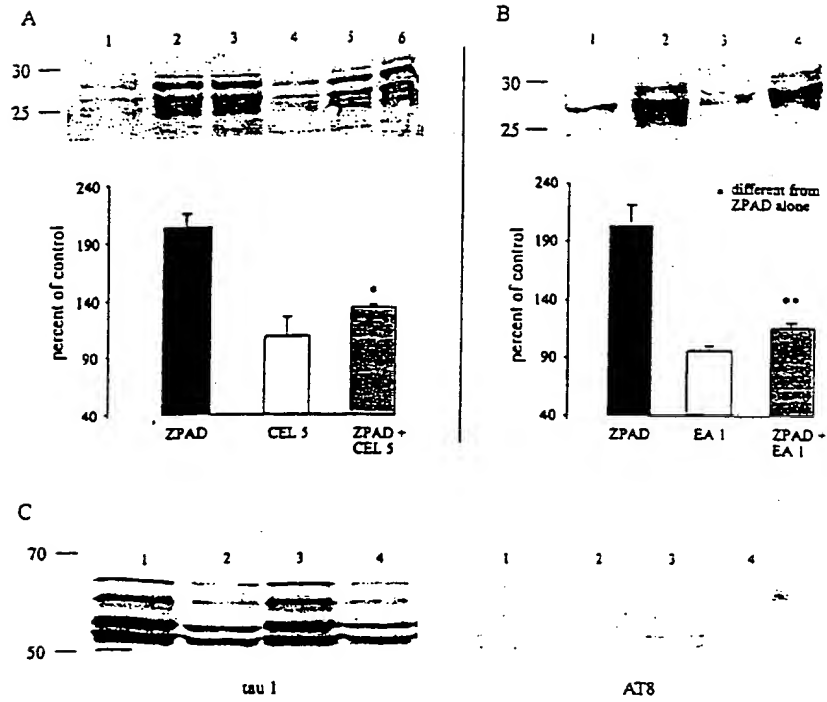 A
1 2 3 4 5 6
30
25
240
190
140
90
40
percent of control
*
ZPAD
CEL 5
ZPAD +
CEL 5
B
1 2 3 4
30
25
240
190
140
90
40
percent of control
* different from
ZPAD alone
**
ZPAD
EA 1
ZPAD +
EA 1
C
70
50
1 2 3 4
tau 1
1 2 3 4
AT8